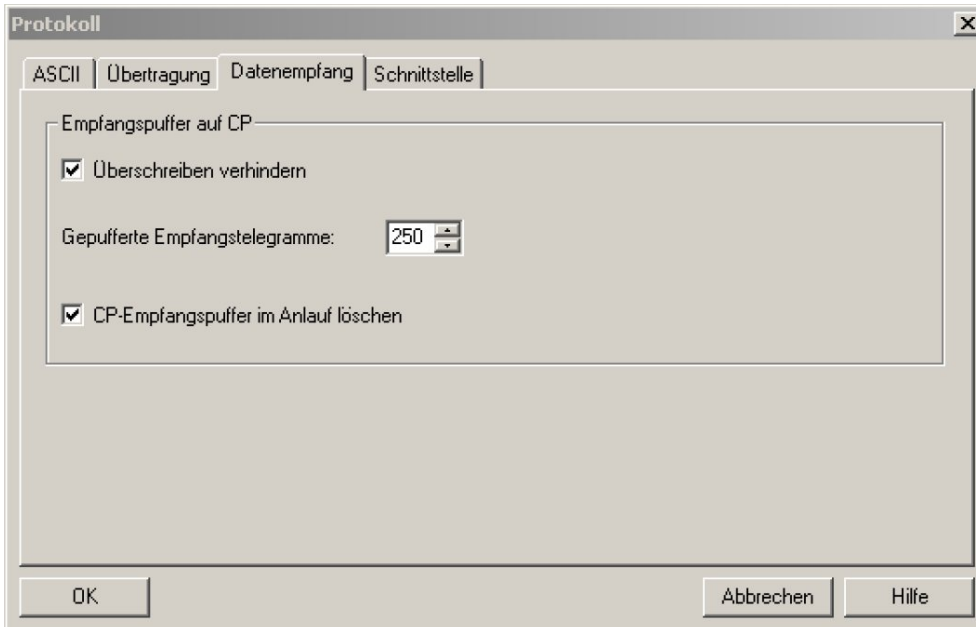 Protokoll
ASCII Übertragung Datenempfang Schnittstelle
Empfangspuffer auf CP
Überschreiben verhindern
Gepufferte Empfangstelegramme: 250
CP-Empfangspuffer im Anlauf löschen
OK Abbrechen Hilfe